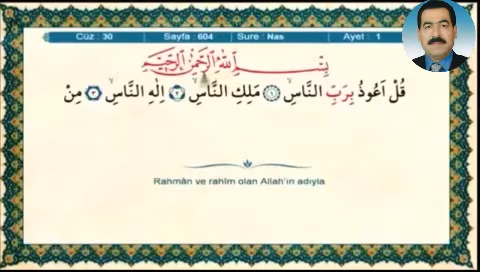 Cüz : 30 Sayfa : 604 Sure : Nas Ayet : 1
بِسْــــمِ اللّٰهِ الرَّحْمٰنِ الرَّحٖيمِ
قُلْ اَعُوذُ بِرَبِّ النَّاسِۙ ﴿١﴾ مَلِكِ النَّاسِۙ ﴿٢﴾ اِلٰهِ النَّاسِۙ ﴿٣﴾ مِنْ
Rahmân ve rahîm olan Allah'ın adıyla